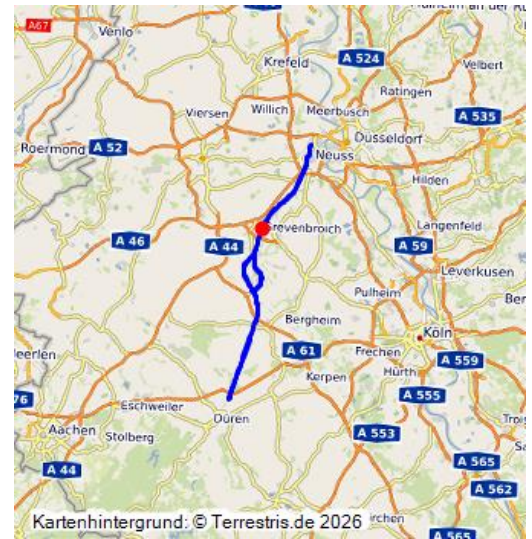 A67
Venlo
Krefeld
A 524
Velbert
Ratingen
Viersen
Willich
Meerbusch
A 535
Roermond
A 52
Düsseldorf
Neuss
Hilden
revenbroich
Langenfeld
A 46
A 44
A 59
Leverkusen
Pulheim
Bergheim
Köln
A 61
Frechen
A 559
Kerpen
Hürth
Eschweiler
A 555
Düren
Aachen
Stolberg
A 553
A 44
A 565
A 562
A 565
Kartenhintergrund: © Terrestris.de 2026